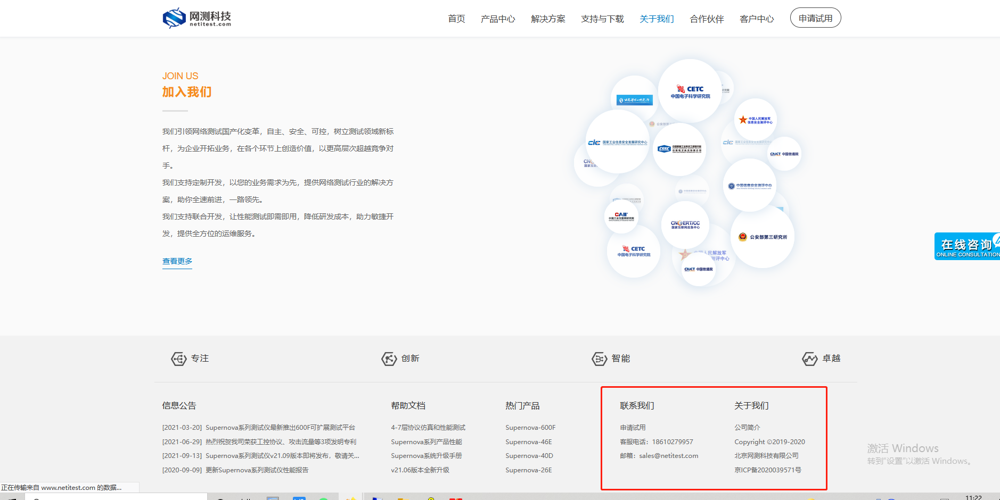 网测科技
netitest.com
首页
产品中心
解决方案
支持与下载
关于我们
合作伙伴
客户中心
申请试用
JOIN US
加入我们
我们引领网络测试国产化变革，自主、安全、可控，树立测试领域新标
杆，为企业开拓业务，在各个环节上创造价值，以更高层次超越竞争对
手。
我们支持定制开发，以您的业务需求为先，提供网络测试行业的解决方
案，助你全速前进，一路领先。
我们支持联合开发，让性能测试即需即用，降低研发成本，助力敏捷开
发，提供全方位的运维服务。
查看更多
CETC
中国电子科学研究院
中国人民解放军
信息安全测评中心
cic 国家工业信息安全发展研究中心
CSSC
cic
CAICT 中国信通院
中国信息安全测评中心
CAII
中国工业互联网研究院
CNCERT/CC
国家互联网应急中心
公安部第三研究所
CETC
中国电子科学研究院
人民解放军
测评中心
CAICT 中国信通院
在线咨询
ONLINE CONSULTATION
专注
创新
智能
卓越
信息公告
[2021-03-20] Supernova系列测试仪最新推出600F可扩展测试平台
[2021-06-29] 热烈祝贺我司荣获工控协议、攻击流量等3项发明专利
[2021-09-13] Supernova系列测试仪v21.09版本即将发布，敬请关...
[2020-09-09] 更新Supernova系列测试仪性能报告
帮助文档
4-7层协议仿真和性能测试
Supernova系列产品性能
Supernova系统升级手册
v21.06版本全新升级
热门产品
Supernova-600F
Supernova-46E
Supernova-40D
Supernova-26E
联系我们
申请试用
客服电话：18610279957
邮箱：sales@netitest.com
关于我们
公司简介
Copyright ©2019-2020
北京网测科技有限公司
京ICP备2020039571号
激活 Windows
转到“设置”以激活 Windows。
正在传输来自 www.netitest.com 的数据...
11:22